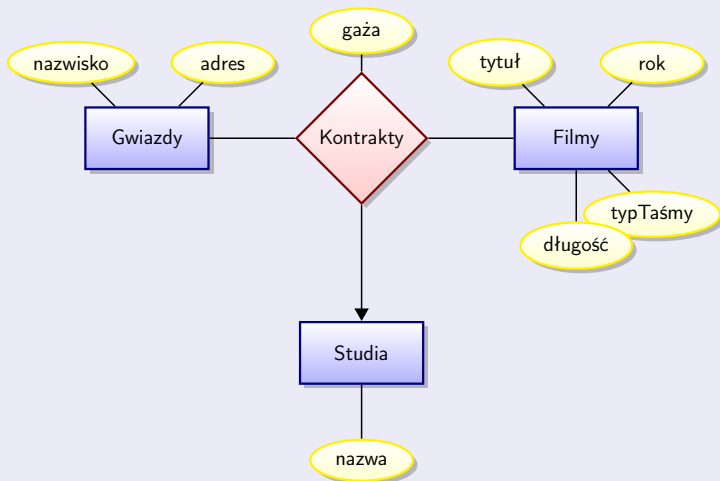 gaża
nazwisko
adres
tytuł
rok
Gwiazdy
Kontrakty
Filmy
typTaśmy
długość
Studia
nazwa